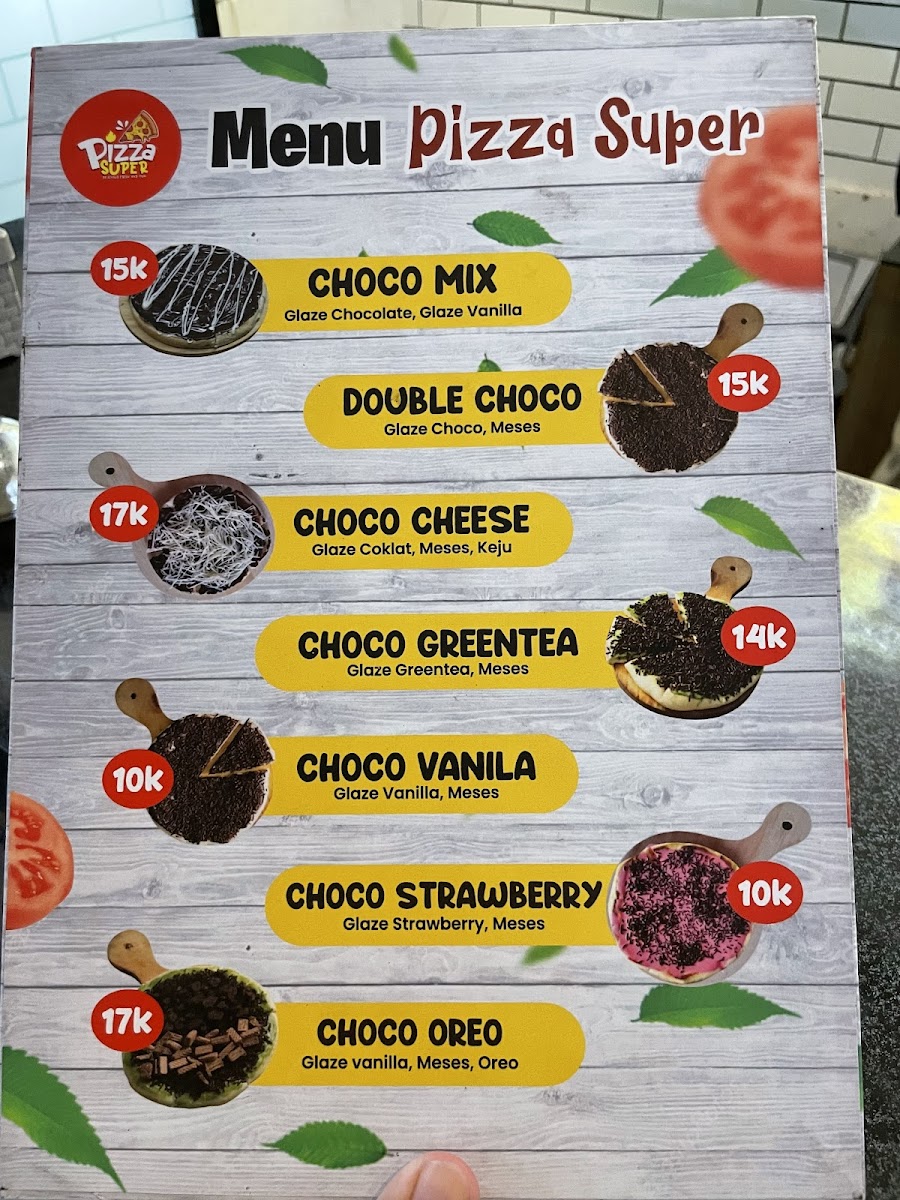 Pizza
SUPER
Menu Pizza Super
15k
CHOCO MIX
Glaze Chocolate, Glaze Vanilla
DOUBLE CHOCO
Glaze Choco, Meses
15k
17k
CHOCO CHEESE
Glaze Coklat, Meses, Keju
CHOCO GREENTEA
Glaze Greentea, Meses
14k
10k
CHOCO VANILA
Glaze Vanilla, Meses
CHOCO STRAWBERRY
Glaze Strawberry, Meses
10k
17k
CHOCO OREO
Glaze vanilla, Meses, Oreo